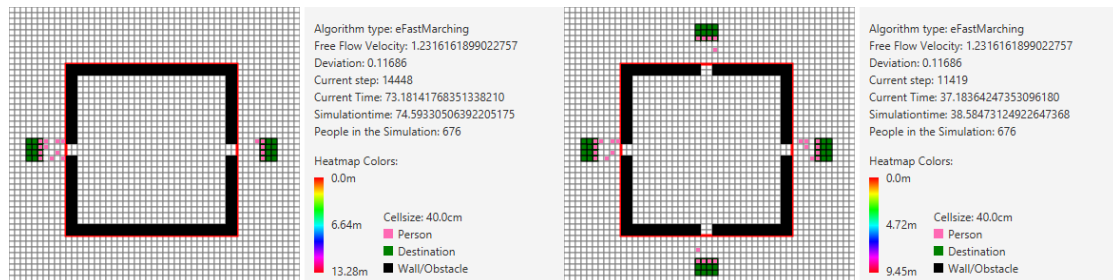 Algorithm type: eFastMarching
Free Flow Velocity: 1.2316161899022757
Deviation: 0.11686
Current step: 14448
Current Time: 73.18141768351338210
Simulationtime: 74.59330506392205175
People in the Simulation: 676
Heatmap Colors:
0.0m
6.64m
13.28m
Cellsize: 40.0cm
Person
Destination
Wall/Obstacle
Algorithm type: eFastMarching
Free Flow Velocity: 1.2316161899022757
Deviation: 0.11686
Current step: 11419
Current Time: 37.18364247353096180
Simulationtime: 38.58473124922647368
People in the Simulation: 676
Heatmap Colors:
0.0m
4.72m
9.45m
Cellsize: 40.0cm
Person
Destination
Wall/Obstacle